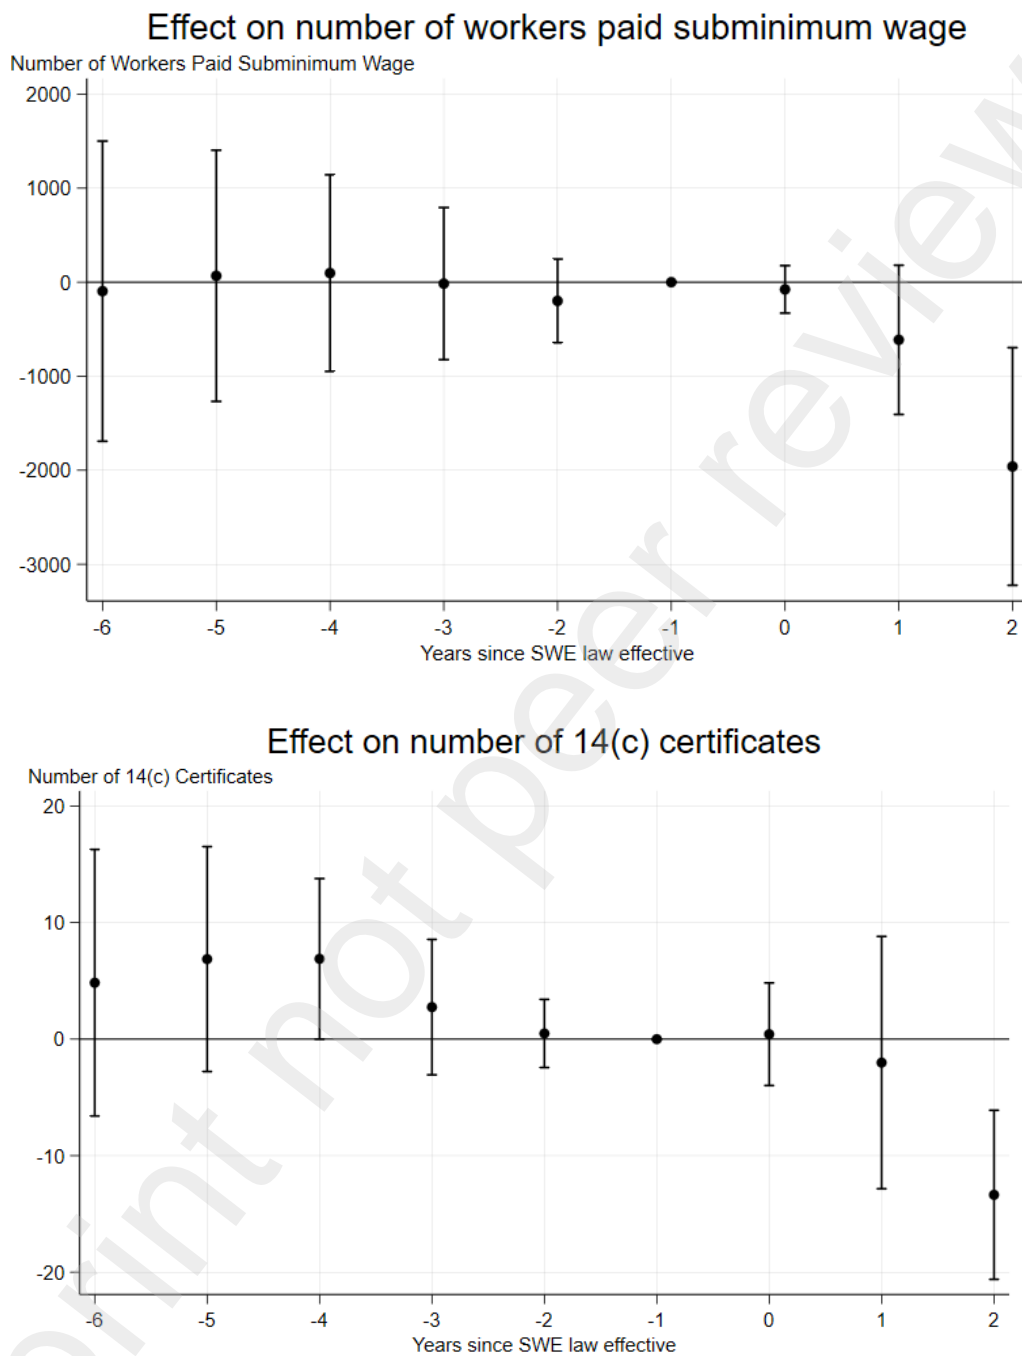 Effect on number of workers paid subminimum wage
Number of Workers Paid Subminimum Wage
2000
1000
0
-1000
-2000
-3000
-6 -5 -4 -3 -2 -1 0 1 2
Years since SWE law effective
Effect on number of 14(c) certificates
Number of 14(c) Certificates
20
10
0
-10
-20
-6 -5 -4 -3 -2 -1 0 1 2
Years since SWE law effective
print not peer review